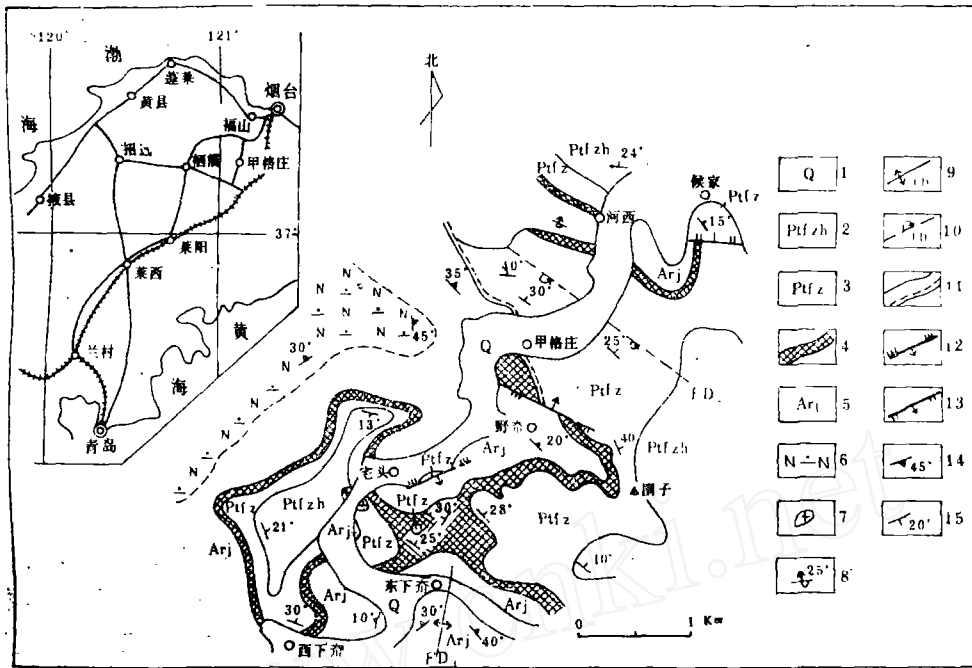 120°
121°
渤
海
蓬莱
黄县
烟台
福山
招远
栖霞
甲格庄
掖县
莱阳
37°
莱西
黄
海
兰村
青岛
北
Ptfzh
24°
Ptfz
候家
Ptfz
河西
15°
Arj
35°
40°
30°
N
N
N
N
N
N
N
45°
30°
Q
甲格庄
25°
Ptfz
F D
野夼
20°
40
Ptfzh
Arj
13°
宅头
Ptfz
Ptfz
30°
28°
25°
Ptfz
Ptfz
Ptfzh
21°
Arj
Arj
Ptfz
10°
Arj
30°
10°
西下夼
东下夼
Q
Arj
30°
Arj
40°
F D
0 1 Km
Q 1
Ptfzh 2
Ptfz 3
4
Arj 5
N N 6
7
25° 8
9
10
11
12
13
45° 14
20° 15